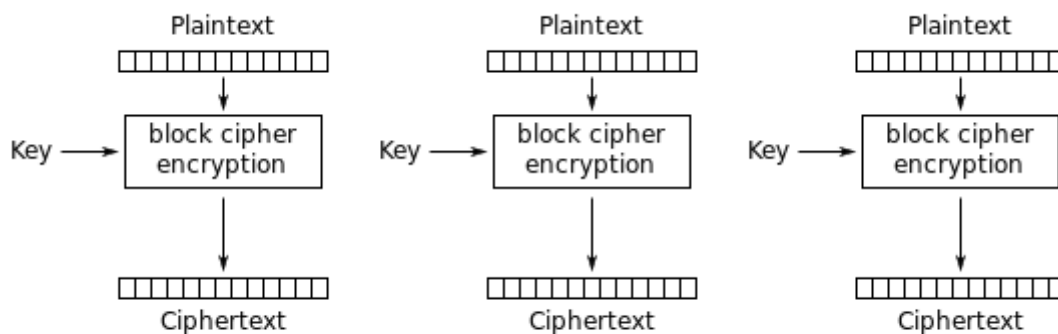 Plaintext Plaintext Plaintext
Key block cipher encryption Key block cipher encryption Key block cipher encryption
Ciphertext Ciphertext Ciphertext